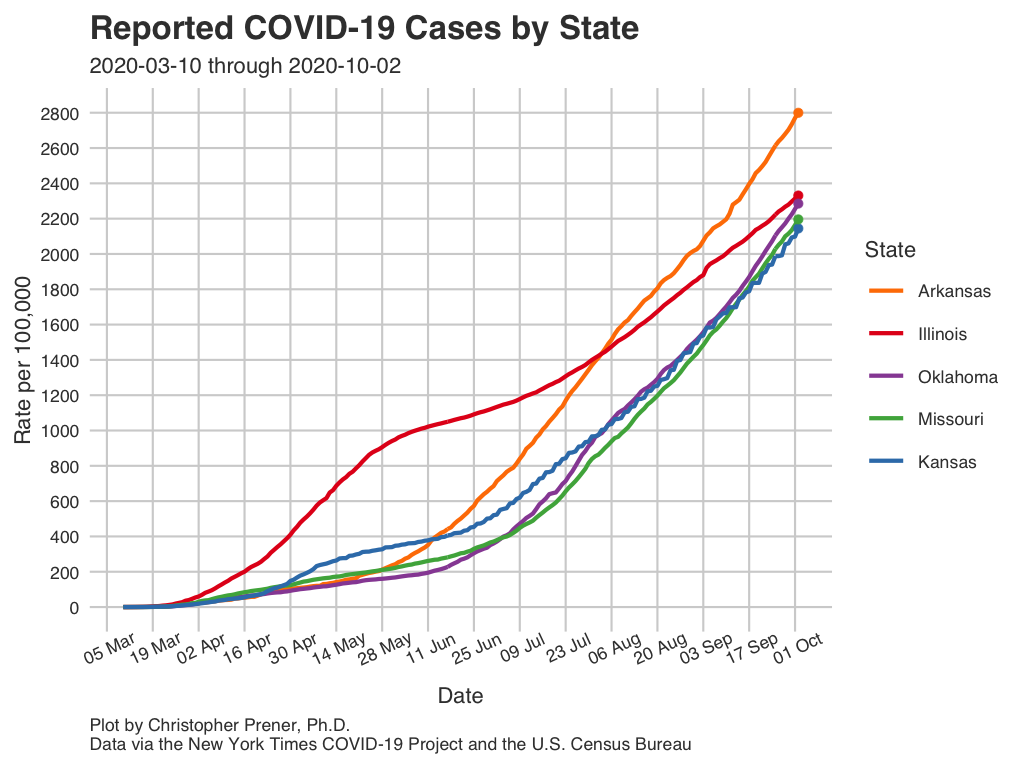 Reported COVID-19 Cases by State
2020-03-10 through 2020-10-02
Rate per 100,000
2800
2600
2400
2200
2000
1800
1600
1400
1200
1000
800
600
400
200
0
05 Mar
19 Mar
02 Apr
16 Apr
30 Apr
14 May
28 May
11 Jun
25 Jun
09 Jul
23 Jul
06 Aug
20 Aug
03 Sep
17 Sep
01 Oct
Date
State
Arkansas
Illinois
Oklahoma
Missouri
Kansas
Plot by Christopher Prener, Ph.D.
Data via the New York Times COVID-19 Project and the U.S. Census Bureau